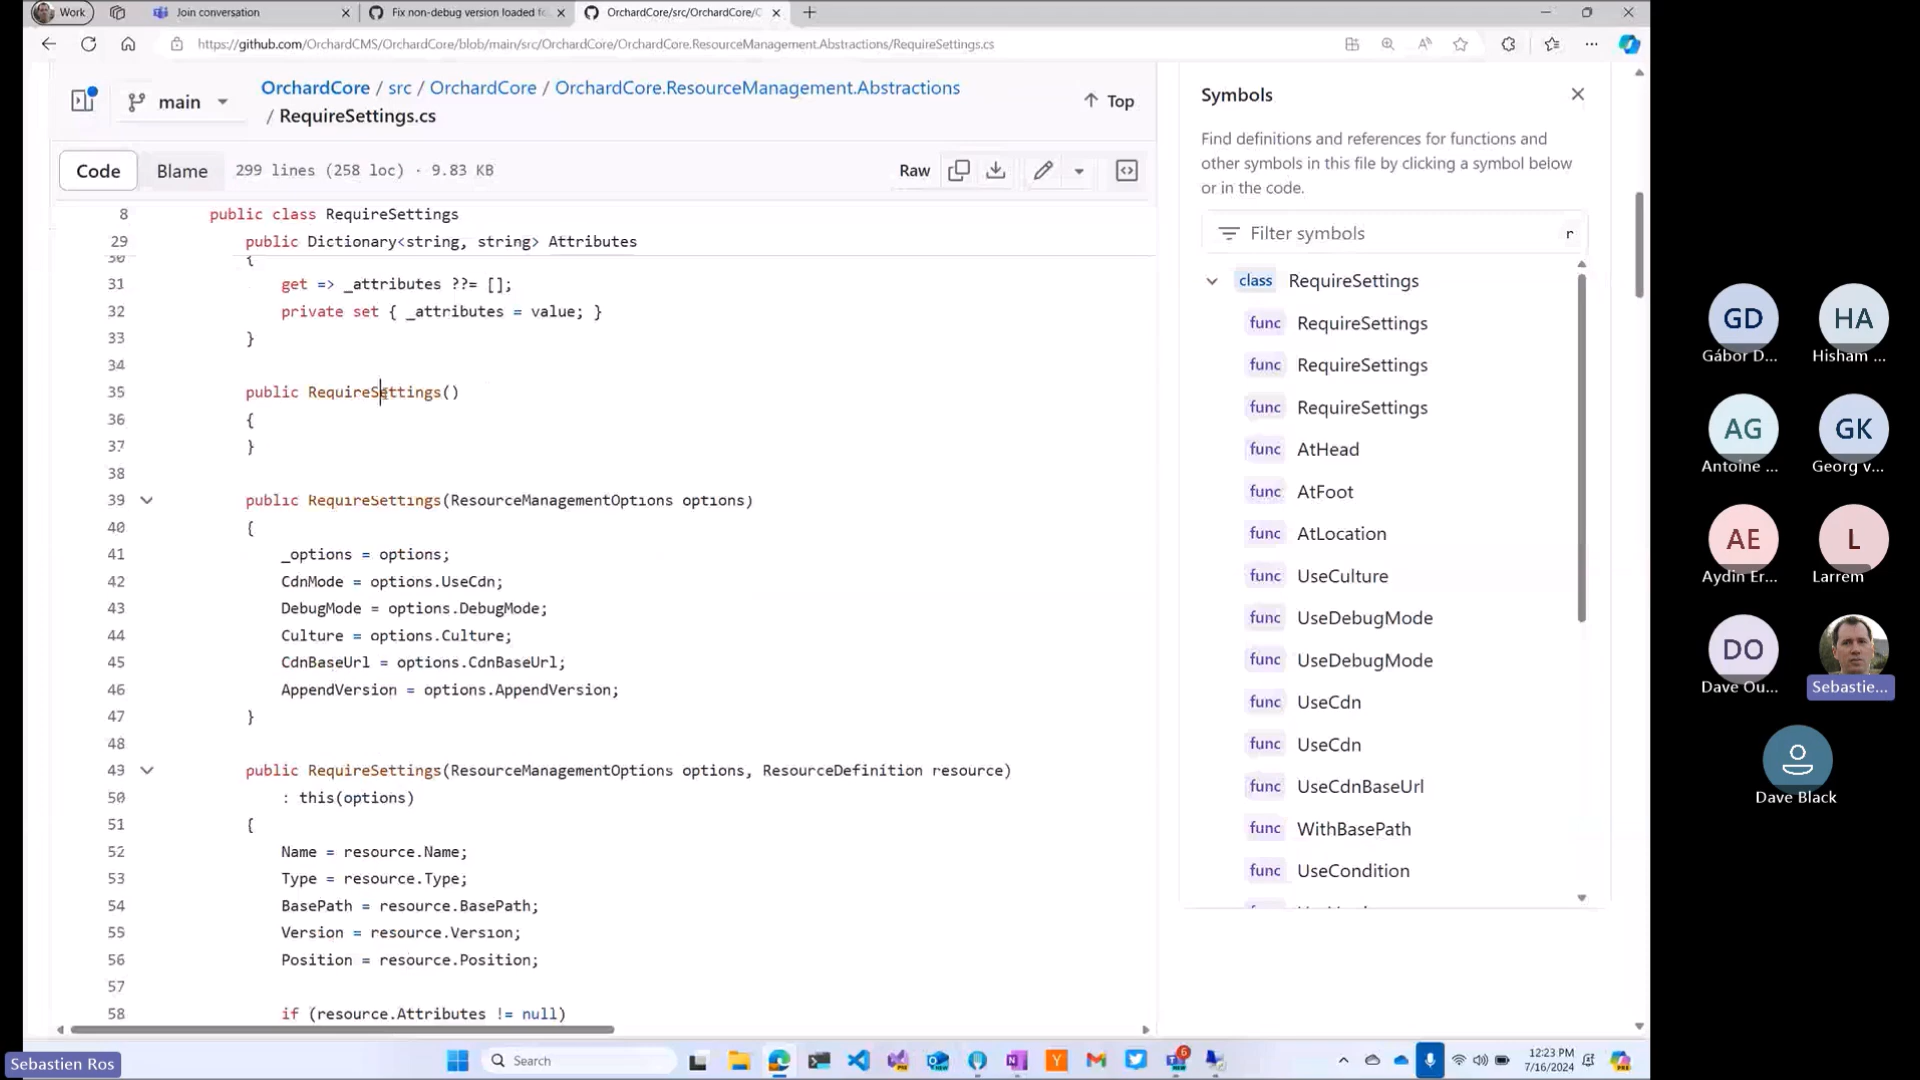 Work
Join conversation
Fix non-debug version loaded fo
OrchardCore/src/OrchardCore/O
https://github.com/OrchardCMS/OrchardCore/blob/main/src/OrchardCore/OrchardCore.ResourceManagement.Abstractions/RequireSettings.cs
main
OrchardCore / src / OrchardCore / OrchardCore.ResourceManagement.Abstractions
/ RequireSettings.cs
Top
Code
Blame
299 lines (258 loc) · 9.83 KB
Raw
8 public class RequireSettings
29 public Dictionary<string, string> Attributes
30 {
31 get => _attributes ??= [];
32 private set { _attributes = value; }
33 }
34
35 public RequireSettings()
36 {
37 }
38
39 public RequireSettings(ResourceManagementOptions options)
40 {
41 _options = options;
42 CdnMode = options.UseCdn;
43 DebugMode = options.DebugMode;
44 Culture = options.Culture;
45 CdnBaseUrl = options.CdnBaseUrl;
46 AppendVersion = options.AppendVersion;
47 }
48
49 public RequireSettings(ResourceManagementOptions options, ResourceDefinition resource)
50 : this(options)
51 {
52 Name = resource.Name;
53 Type = resource.Type;
54 BasePath = resource.BasePath;
55 Version = resource.Version;
56 Position = resource.Position;
57
58 if (resource.Attributes != null)
Symbols
Find definitions and references for functions and
other symbols in this file by clicking a symbol below
or in the code.
Filter symbols r
class RequireSettings
func RequireSettings
func RequireSettings
func RequireSettings
func AtHead
func AtFoot
func AtLocation
func UseCulture
func UseDebugMode
func UseDebugMode
func UseCdn
func UseCdn
func UseCdnBaseUrl
func WithBasePath
func UseCondition
GD
Gábor D...
HA
Hisham ...
AG
Antoine ...
GK
Georg v...
AE
Aydin Er...
L
Larrem
DO
Dave Ou...
Sebastie...
Dave Black
Sebastien Ros
Search
6
12:23 PM
7/16/2024